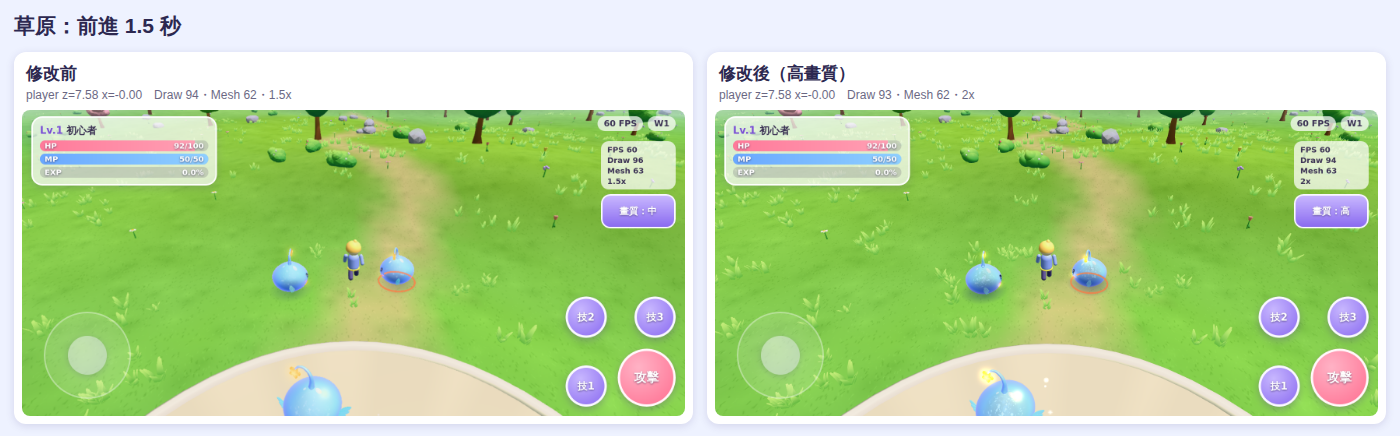 草原：前進 1.5 秒
修改前
player z=7.58 x=-0.00 Draw 94・Mesh 62・1.5x
Lv.1 初心者
HP 92/100
MP 50/50
EXP 0.0%
60 FPS W1
FPS 60
Draw 96
Mesh 63
1.5x
畫質：中
技2 技3
技1 攻擊
修改後（高畫質）
player z=7.58 x=-0.00 Draw 93・Mesh 62・2x
Lv.1 初心者
HP 92/100
MP 50/50
EXP 0.0%
60 FPS W1
FPS 60
Draw 94
Mesh 63
2x
畫質：高
技2 技3
技1 攻擊